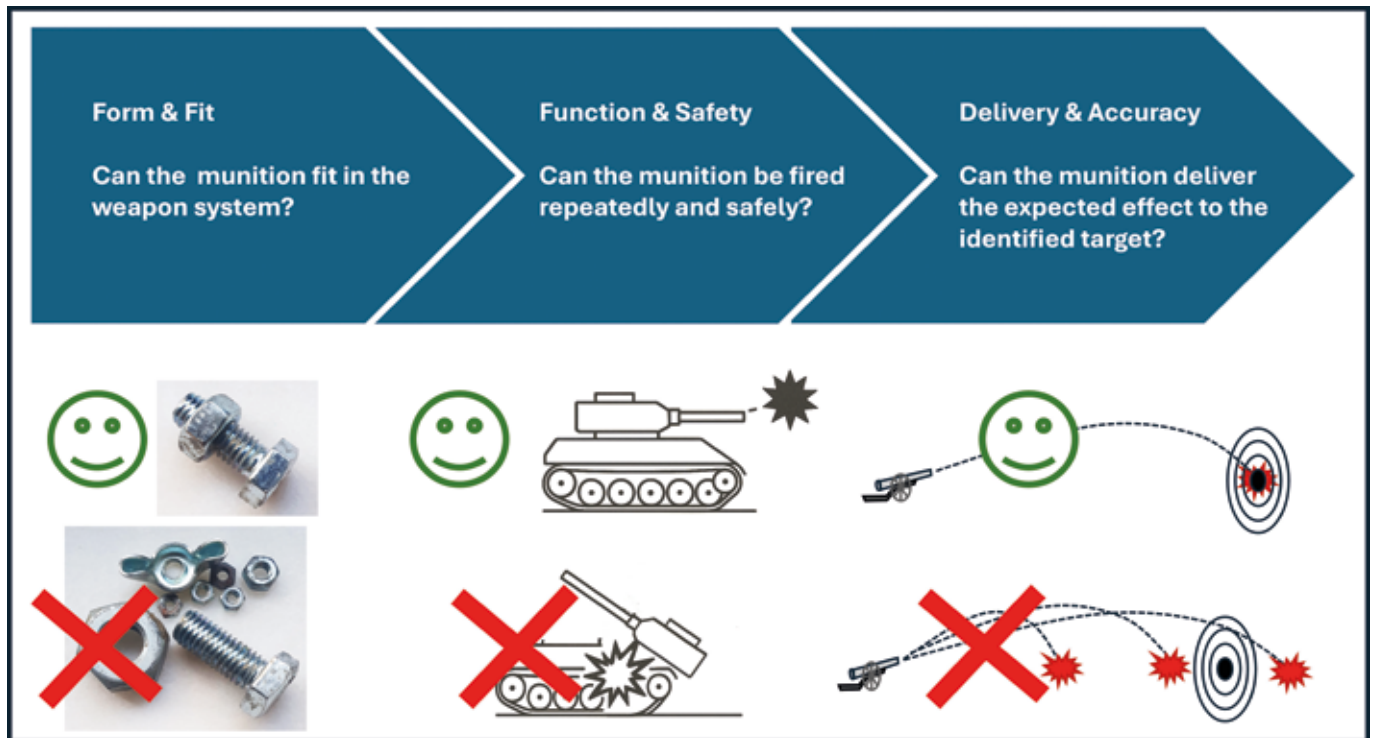 Form & Fit
Can the munition fit in the
weapon system?
Function & Safety
Can the munition be fired
repeatedly and safely?
Delivery & Accuracy
Can the munition deliver
the expected effect to the
identified target?